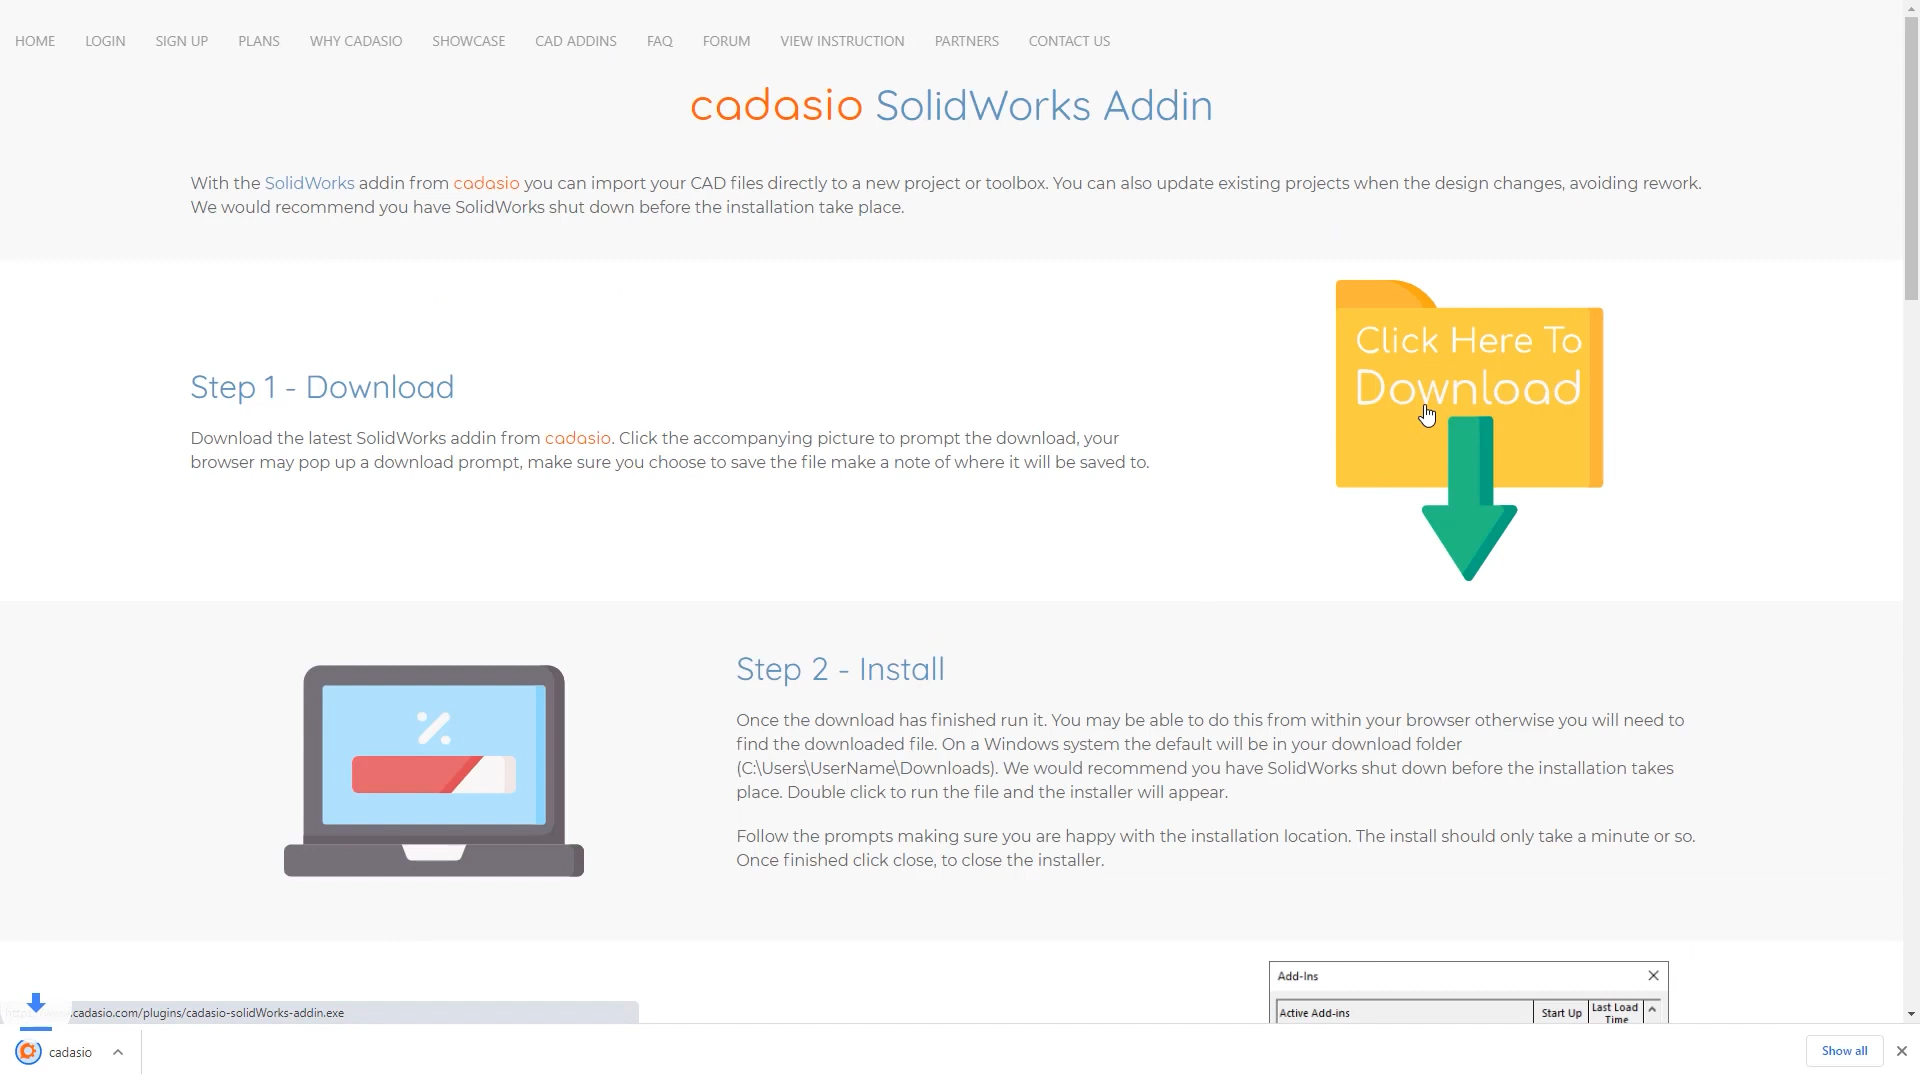 HOME LOGIN SIGN UP PLANS WHY CADASIO SHOWCASE CAD ADDINS FAQ FORUM VIEW INSTRUCTION PARTNERS CONTACT US
cadasio SolidWorks Addin
With the SolidWorks addin from cadasio you can import your CAD files directly to a new project or toolbox. You can also update existing projects when the design changes, avoiding rework.
We would recommend you have SolidWorks shut down before the installation take place.
Click Here To
Download
Step 1 - Download
Download the latest SolidWorks addin from cadasio. Click the accompanying picture to prompt the download, your
browser may pop up a download prompt, make sure you choose to save the file make a note of where it will be saved to.
Step 2 - Install
Once the download has finished run it. You may be able to do this from within your browser otherwise you will need to
find the downloaded file. On a Windows system the default will be in your download folder
(C:\Users\UserName\Downloads). We would recommend you have SolidWorks shut down before the installation takes
place. Double click to run the file and the installer will appear.
Follow the prompts making sure you are happy with the installation location. The install should only take a minute or so.
Once finished click close, to close the installer.
Add-Ins
Active Add-ins Start Up Last Load
Time
.cadasio.com/plugins/cadasio-solidWorks-addin.exe
cadasio
Show all